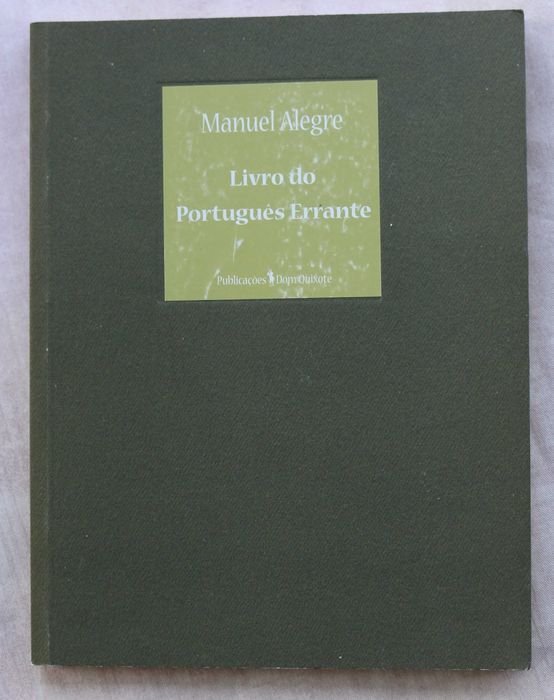 Manuel Alegre
Livro do
Português Errante
Publicações Dom Quixote